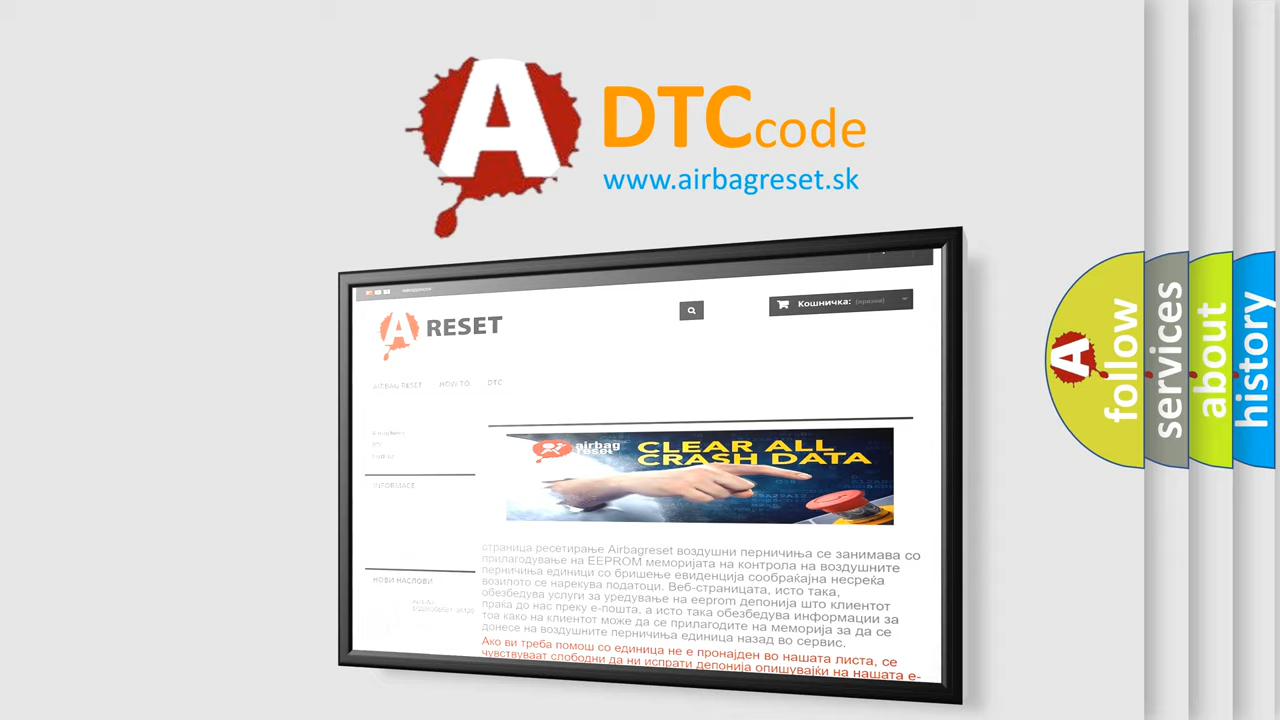 A DTC code
www.airbagreset.sk
Кошничка: (празни)
A RESET
AIRBAG RESET HOW TO DTC
airbag
reset
CLEAR ALL
CRASH DATA
INFORMACE
страница ресетирање Airbagreset воздушни перничиња се занимава со
прилагодување на EEPROM меморијата на контрола на воздушните
перничиња единици со бришење евиденција сообраќајна несреќа
возилото се нарекува податоци. Веб-страницата, исто така,
обезбедува услуги за уредување на eeprom депонија што клиентот
праќа до нас преку е-пошта, а исто така обезбедува информации за
тоа како на клиентот може да се прилагодите на меморија за да се
донесе на воздушните перничиња единица назад во сервис.
НОВИ НАСЛОВИ
Ако ви треба помош со единица не е пронајден во нашата листа, се
чувствуваат слободни да ни испрати депонија опишувајќи на нашата е-
A follow
services
about
history